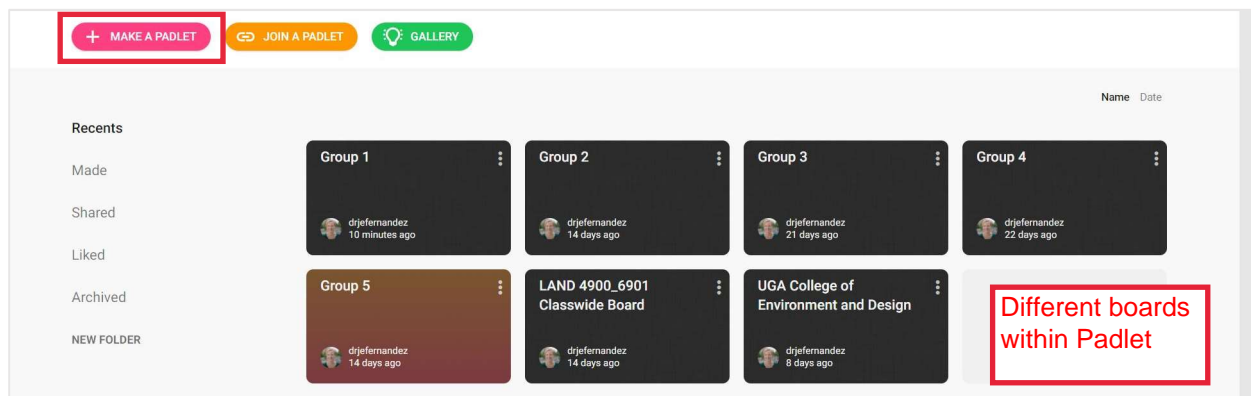 MAKE A PADLET
JOIN A PADLET
GALLERY
Name Date
Recents
Made
Shared
Liked
Archived
NEW FOLDER
Group 1
drjefernandez
10 minutes ago
Group 2
drjefernandez
14 days ago
Group 3
drjefernandez
21 days ago
Group 4
drjefernandez
22 days ago
Group 5
drjefernandez
14 days ago
LAND 4900_6901
Classwide Board
drjefernandez
14 days ago
UGA College of
Environment and Design
drjefernandez
8 days ago
Different boards
within Padlet